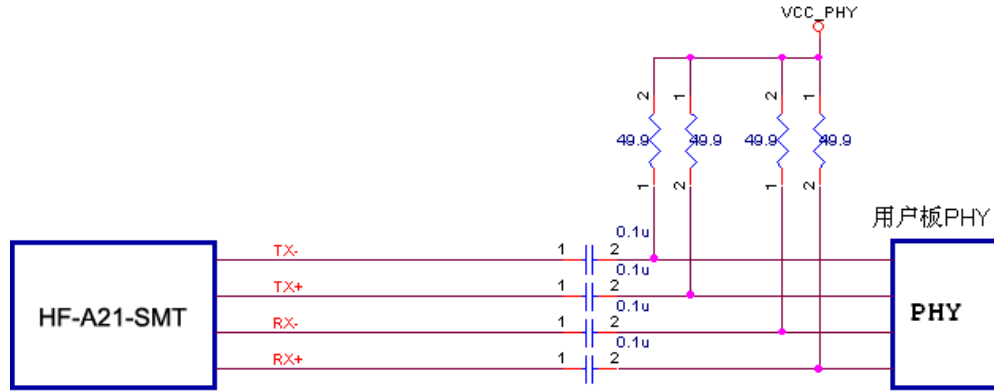 VCC_PHY
2 1 2 1
49.9 49.9 49.9 49.9
1 2 1 2
用户板PHY
0.1u
TX- 1 2
0.1u
TX+ 1 2
0.1u
HF-A21-SMT
PHY
RX- 1 2
0.1u
RX+ 1 2